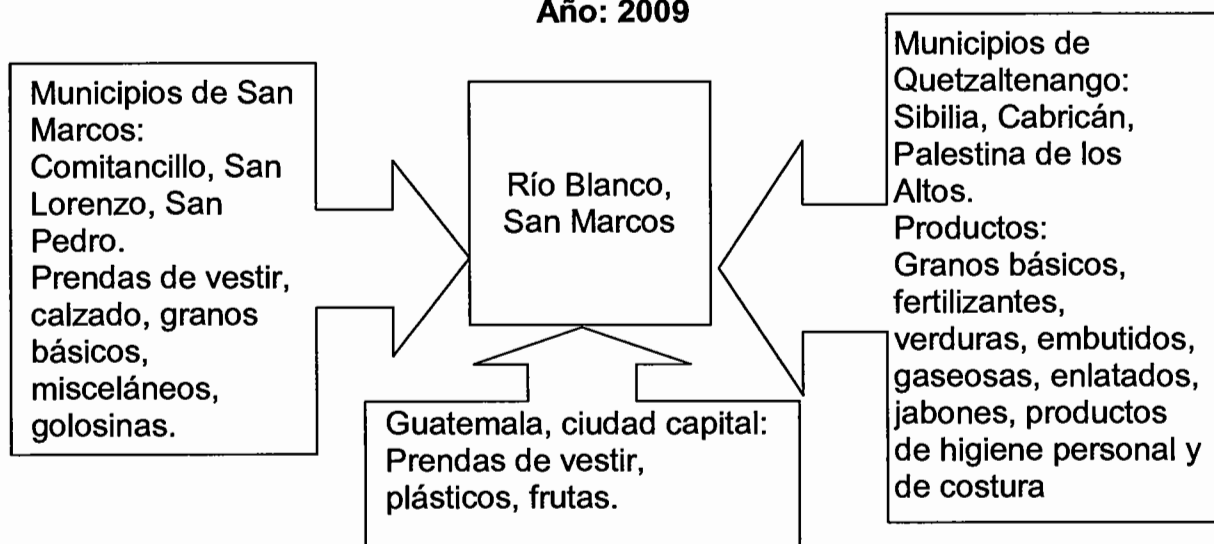 Año: 2009
Municipios de San
Marcos:
Comitancillo, San
Lorenzo, San
Pedro.
Prendas de vestir,
calzado, granos
básicos,
misceláneos,
golosinas.
Río Blanco,
San Marcos
Municipios de
Quetzaltenango:
Sibilia, Cabricán,
Palestina de los
Altos.
Productos:
Granos básicos,
fertilizantes,
verduras, embutidos,
gaseosas, enlatados,
jabones, productos
de higiene personal y
de costura
Guatemala, ciudad capital:
Prendas de vestir,
plásticos, frutas.